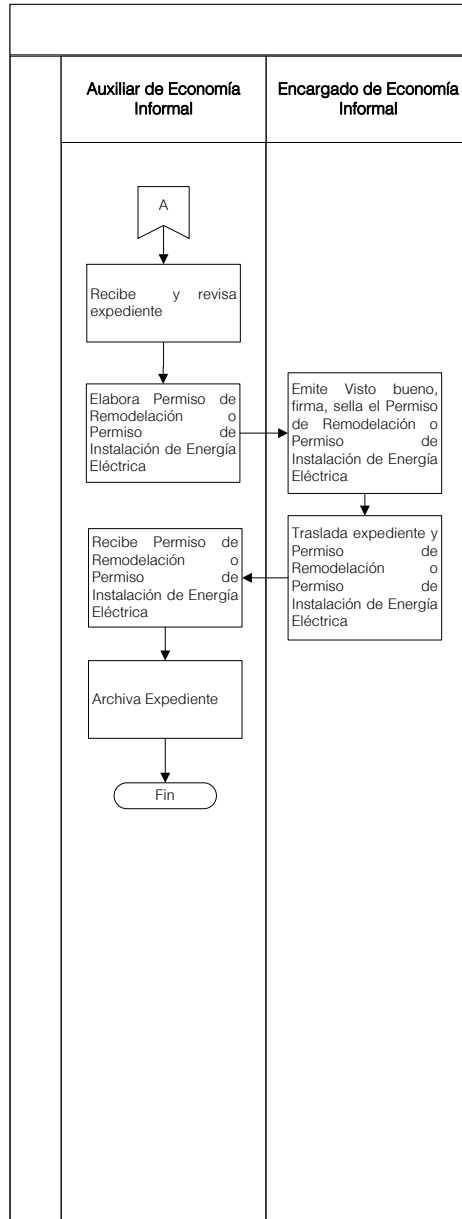 Auxiliar de Economía
Informal
Encargado de Economía
Informal
A
Recibe y revisa
expediente
Elabora Permiso de
Remodelación o
Permiso de
Instalación de Energía
Eléctrica
Emite Visto bueno,
firma, sella el Permiso
de Remodelación o
Permiso de
Instalación de Energía
Eléctrica
Traslada expediente y
Permiso de
Remodelación o
Permiso de
Instalación de Energía
Eléctrica
Recibe Permiso de
Remodelación o
Permiso de
Instalación de Energía
Eléctrica
Archiva Expediente
Fin